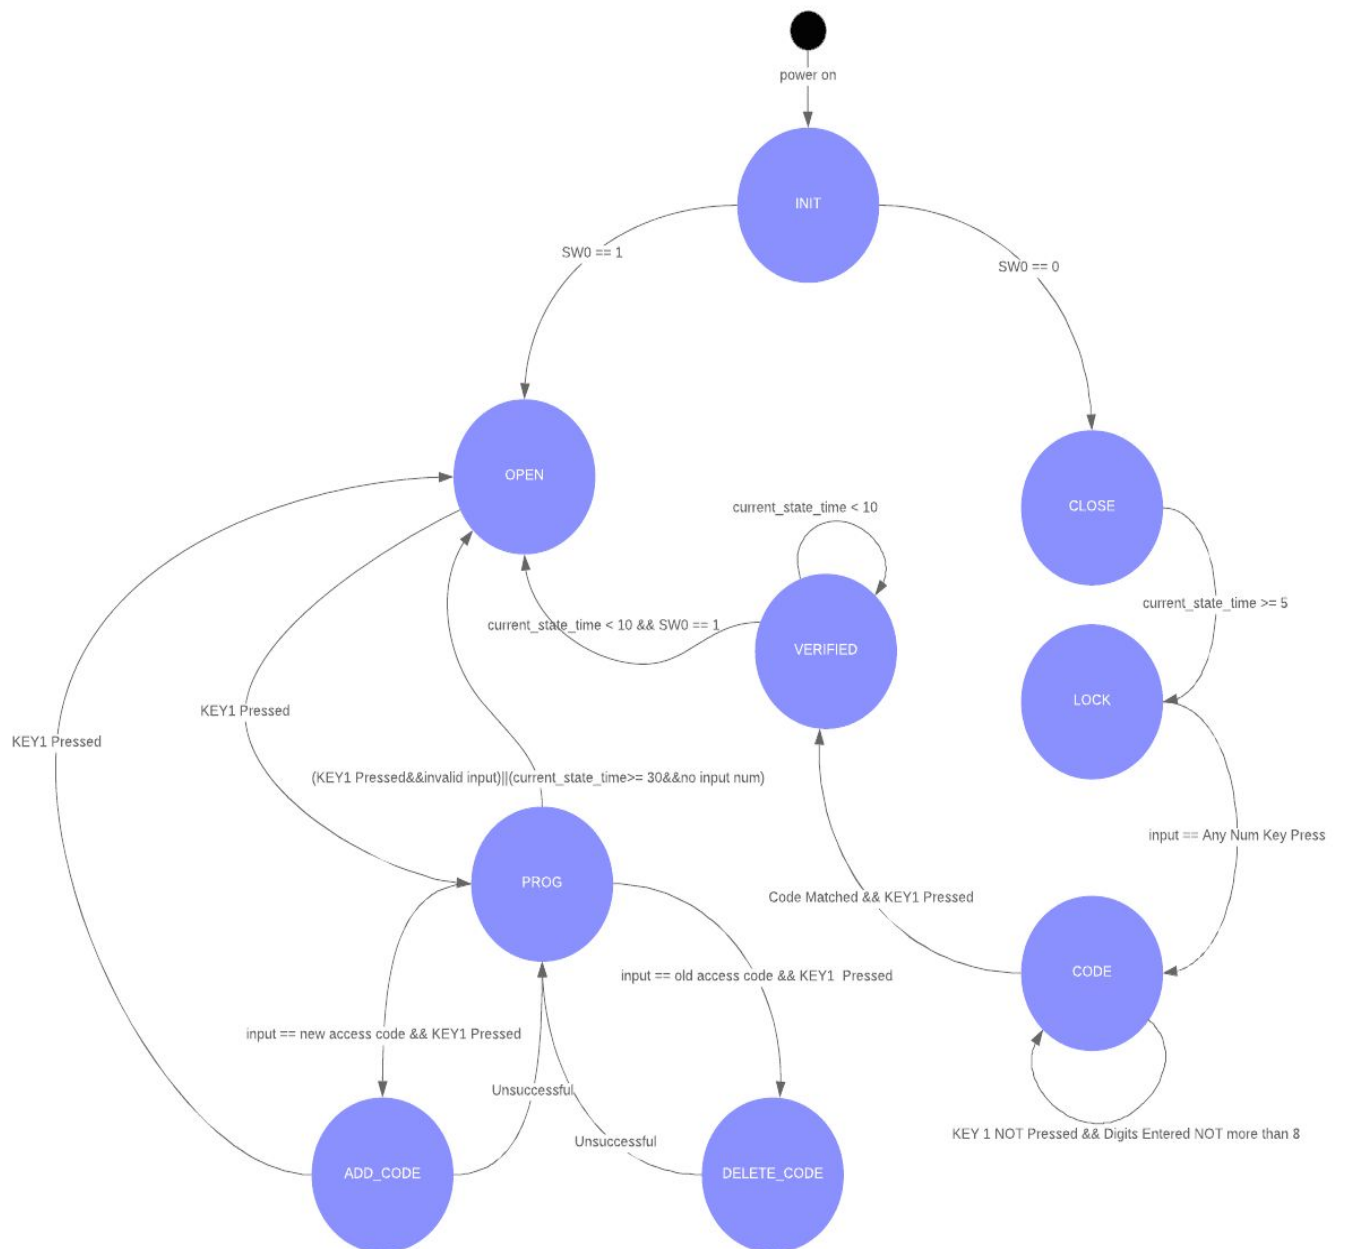 power on
INIT
SW0 == 1
SW0 == 0
OPEN
CLOSE
current_state_time < 10
current_state_time >= 5
current_state_time < 10 && SW0 == 1
VERIFIED
LOCK
KEY1 Pressed
KEY1 Pressed
(KEY1 Pressed&&invalid input)||(current_state_time>= 30&&no input num)
input == Any Num Key Press
PROG
Code Matched && KEY1 Pressed
CODE
input == old access code && KEY1  Pressed
input == new access code && KEY1 Pressed
Unsuccessful
KEY 1 NOT Pressed && Digits Entered NOT more than 8
Unsuccessful
ADD_CODE
DELETE_CODE